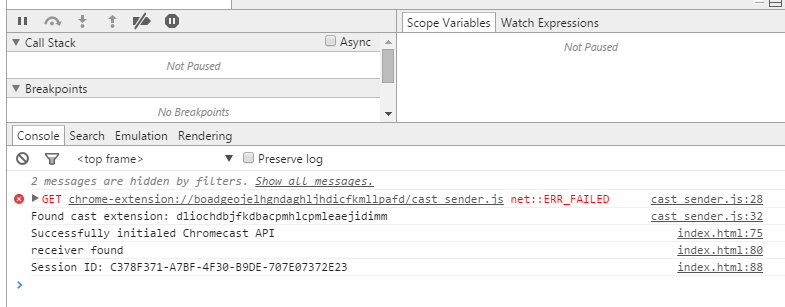 Call Stack
Async
Not Paused
Breakpoints
No Breakpoints
Scope Variables Watch Expressions
Not Paused
Console Search Emulation Rendering
<top frame> Preserve log
2 messages are hidden by filters. Show all messages.
GET chrome-extension://boadgeojelhgndaghljhdicfkmllpafd/cast_sender.js net::ERR_FAILED cast_sender.js:28
Found cast extension: dliochdbjfkdbacpmhlcpmleaejidimm cast_sender.js:32
Successfully initialed Chromecast API index.html:75
receiver found index.html:80
Session ID: C378F371-A7BF-4F30-B9DE-707E07372E23 index.html:88
>